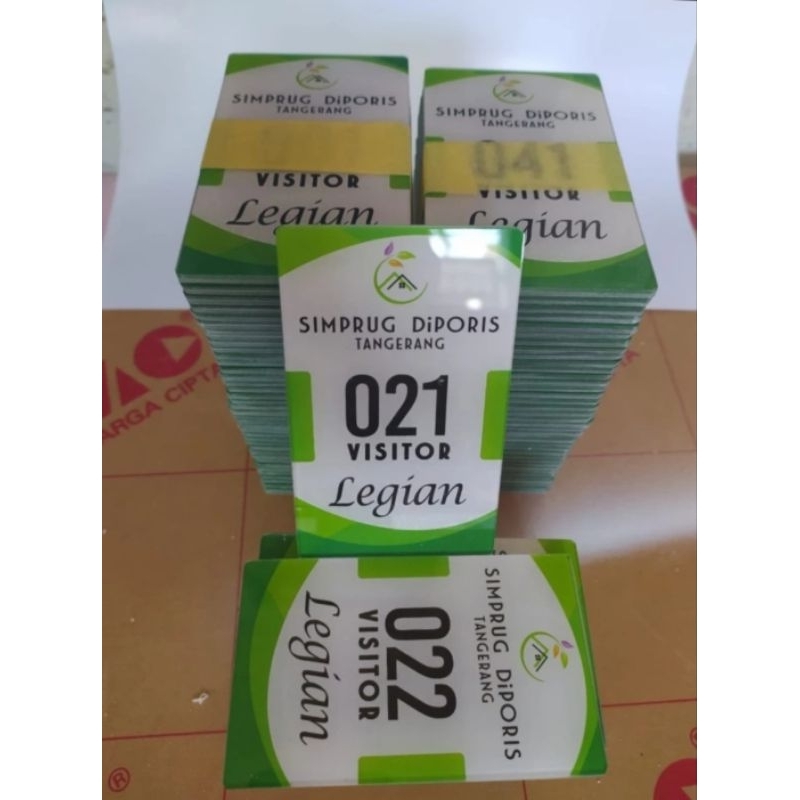 SIMPRUG DiPORIS
TANGERANG
VISITOR
Legian
SIMPRUG DiPORIS
TANGERANG
041
VISITOR
Legian
SIMPRUG DiPORIS
TANGERANG
021
VISITOR
Legian
SIMPRUG DiPORIS
TANGERANG
022
VISITOR
Legian
ARGA CIPTA
®
®